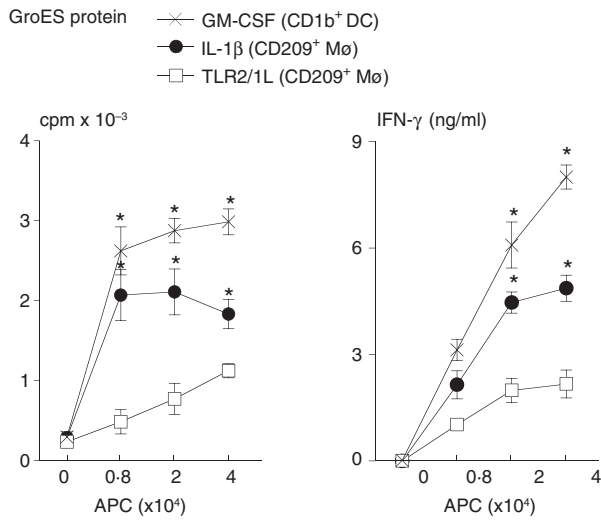 GroES protein
GM-CSF (CD1b⁺ DC)
IL-1β (CD209⁺ Mø)
TLR2/1L (CD209⁺ Mø)
cpm x 10⁻³
4
3
2
1
0
* * *
* * *
0 0·8 2 4
APC (x10⁴)
IFN-γ (ng/ml)
9
6
3
0
* *
* *
0 0·8 2 4
APC (x10⁴)